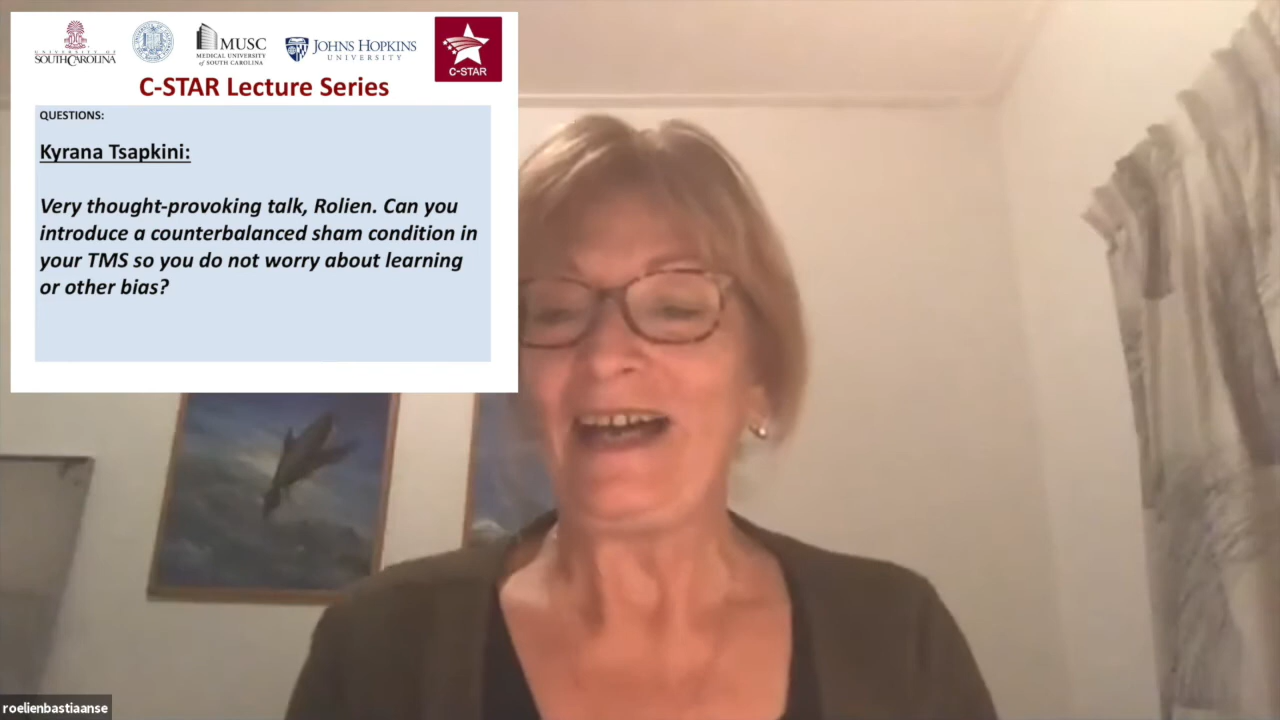 UNIVERSITY OF
SOUTH CAROLINA
MUSC
MEDICAL UNIVERSITY
of SOUTH CAROLINA
JOHNS HOPKINS
UNIVERSITY
C-STAR
C-STAR Lecture Series
QUESTIONS:
Kyrana Tsapkini:
Very thought-provoking talk, Rolien. Can you
introduce a counterbalanced sham condition in
your TMS so you do not worry about learning
or other bias?
roelienbastiaanse